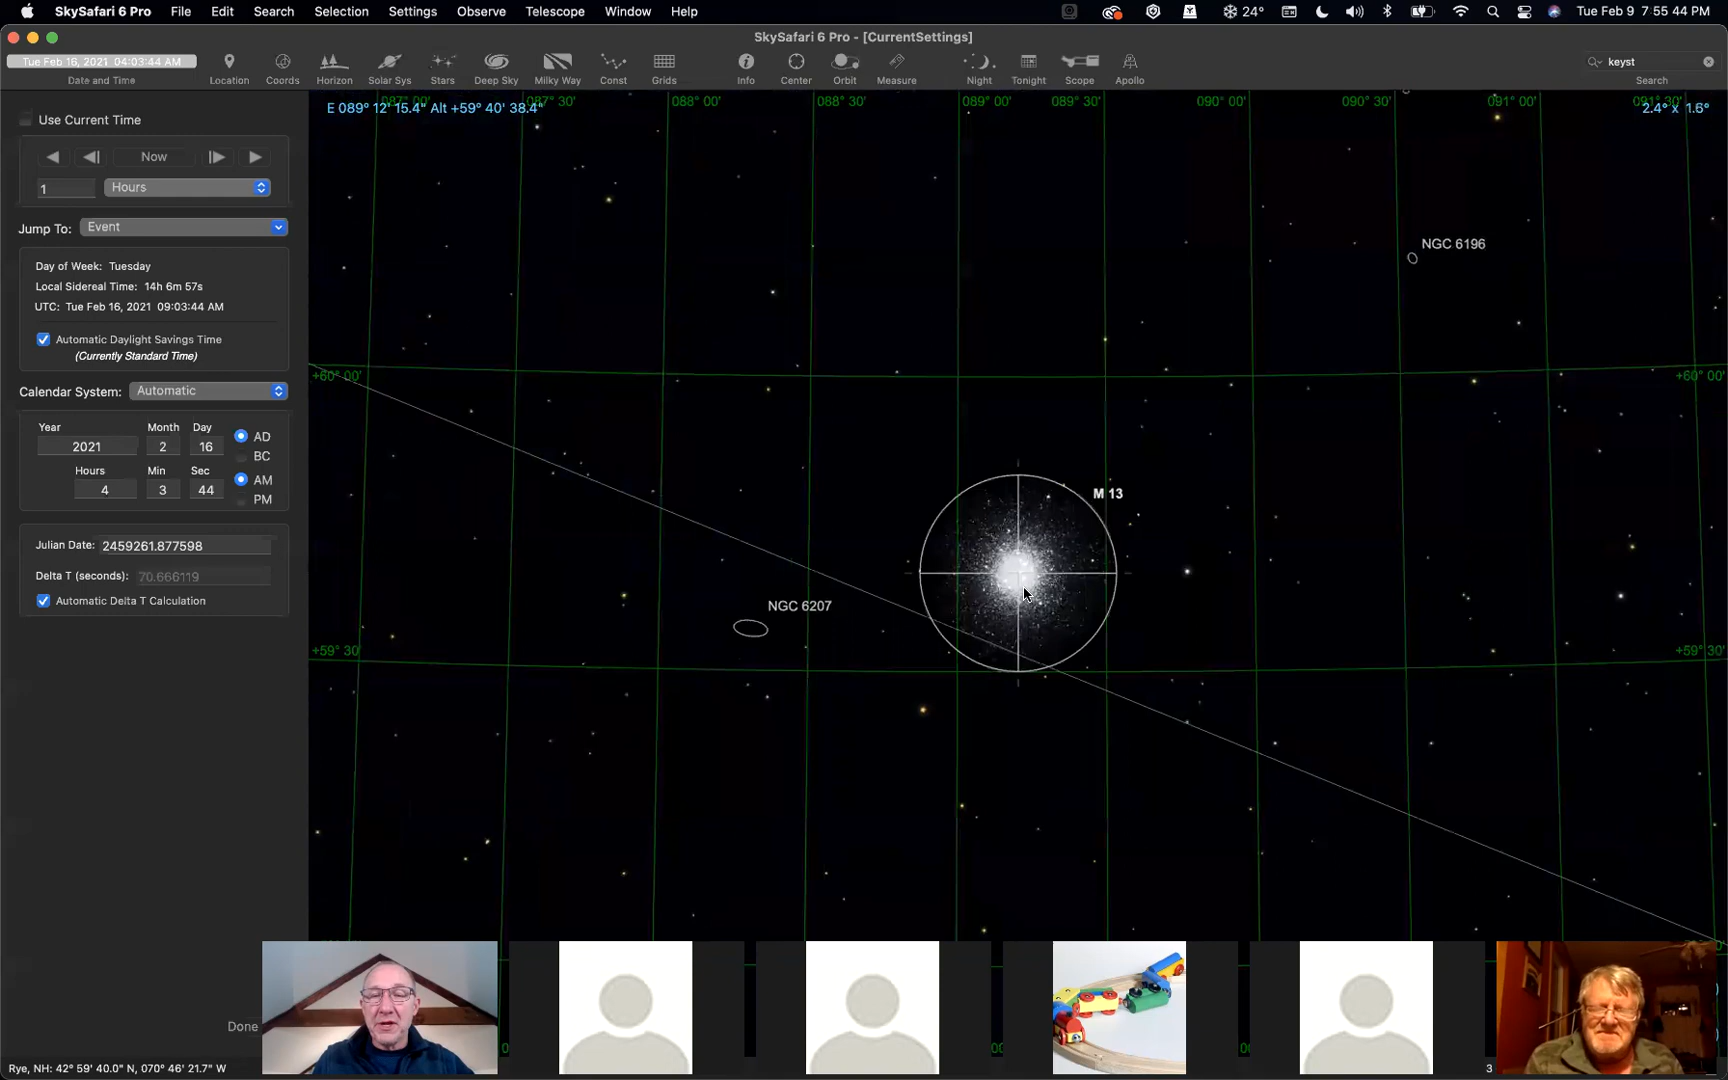 SkySafari 6 Pro File Edit Search Selection Settings Observe Telescope Window Help 24° Tue Feb 9 7:55:44 PM
SkySafari 6 Pro - [CurrentSettings]
Tue Feb 16, 2021 04:03:44 AM
Date and Time Location Coords Horizon Solar Sys Stars Deep Sky Milky Way Const Grids Info Center Orbit Measure Night Tonight Scope Apollo
keyst
Search
Use Current Time
Now
1 Hours
Jump To: Event
Day of Week: Tuesday
Local Sidereal Time: 14h 6m 57s
UTC: Tue Feb 16, 2021 09:03:44 AM
Automatic Daylight Savings Time
(Currently Standard Time)
Calendar System: Automatic
Year Month Day
2021 2 16
AD
BC
Hours Min Sec
4 3 44
AM
PM
Julian Date: 2459261.877598
Delta T (seconds): 70.666119
Automatic Delta T Calculation
Done
087° 30' 088° 00' 088° 30' 089° 00' 089° 30' 090° 00' 090° 30' 091° 00' 091° 30'
E 089° 12' 15.4" Alt +59° 40' 38.4"
2.4° x 1.6°
NGC 6196
+60° 00' +60° 00'
M 13
NGC 6207
+59° 30' +59° 30'
Rye, NH: 42° 59' 40.0" N, 070° 46' 21.7" W
3